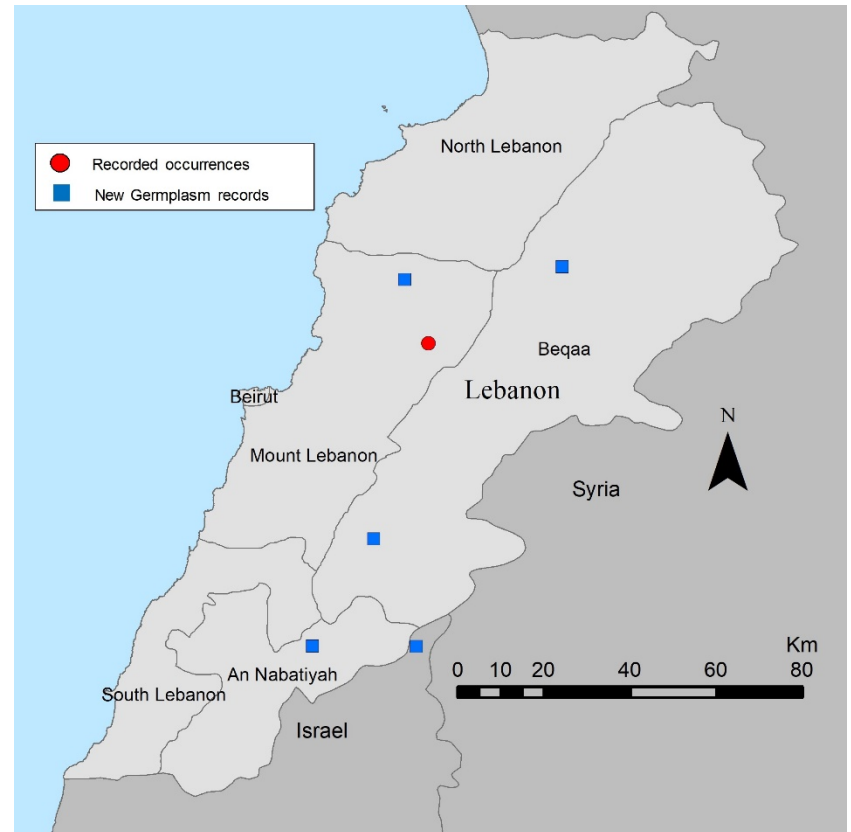 North Lebanon
Recorded occurrences
New Germplasm records
Beqaa
Lebanon
Beirut
N
Mount Lebanon
Syria
Km
0 10 20 40 60 80
An Nabatiyah
South Lebanon
Israel